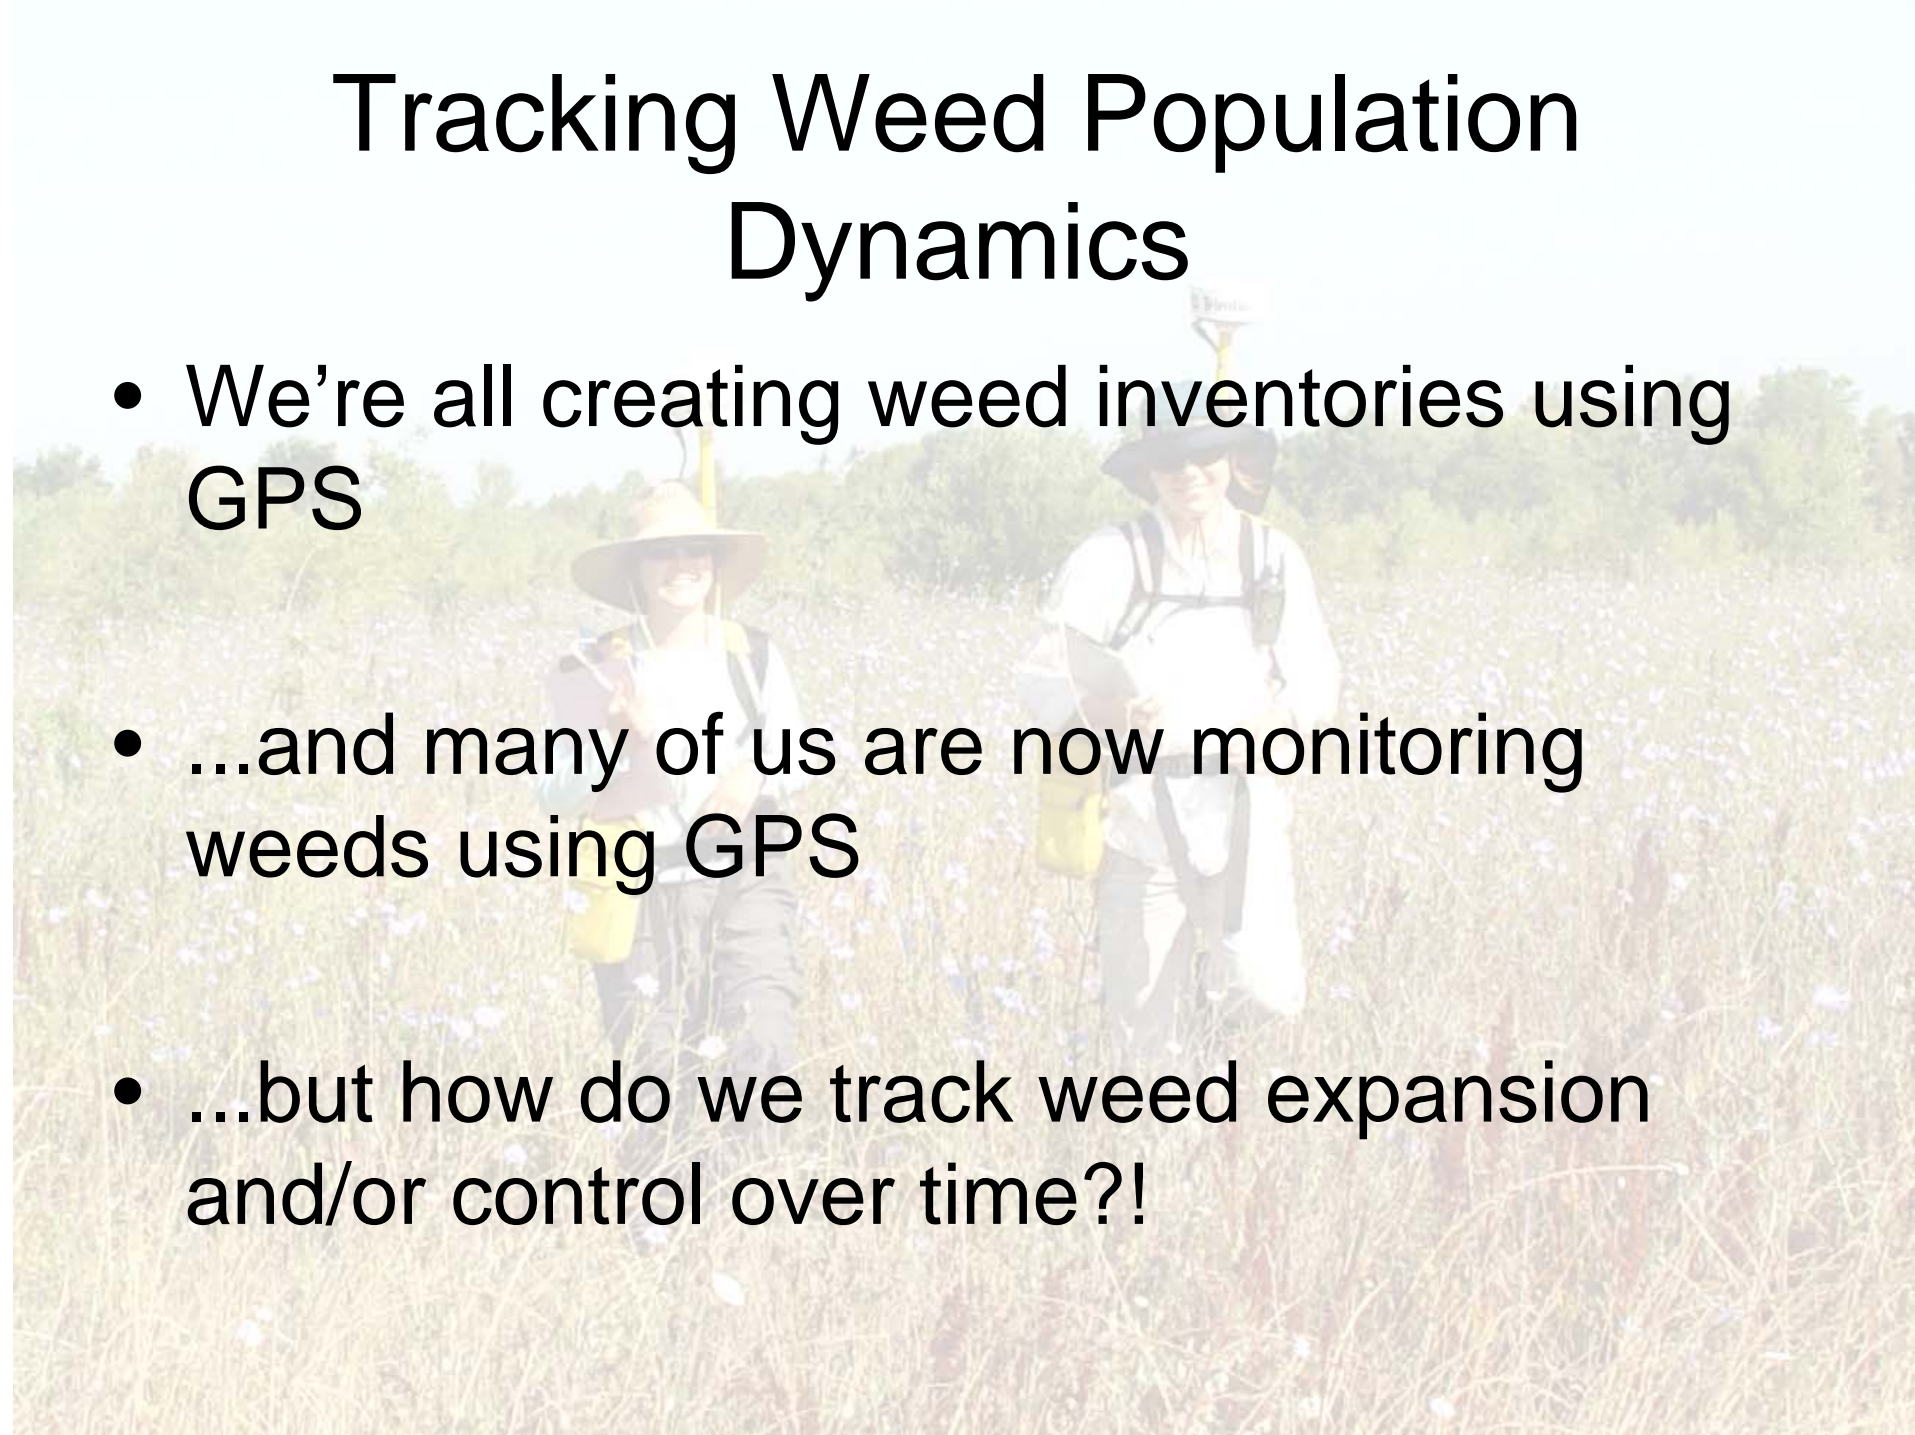 Tracking Weed Population
Dynamics
• We’re all creating weed inventories using
GPS
• ...and many of us are now monitoring
weeds using GPS
• ...but how do we track weed expansion
and/or control over time?!